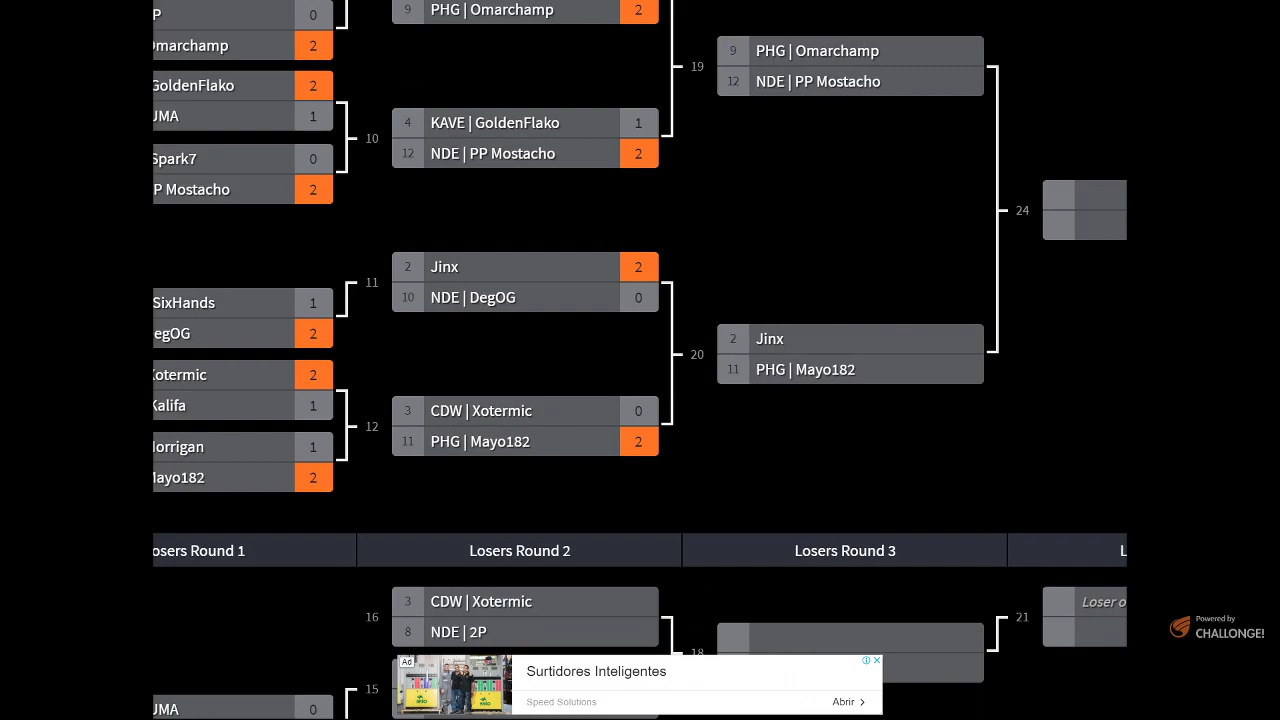 P 0
Omarchamp 2
GoldenFlako 2
UMA 1
Spark7 0
P Mostacho 2
9 PHG | Omarchamp 2
10
4 KAVE | GoldenFlako 1
12 NDE | PP Mostacho 2
19
9 PHG | Omarchamp
12 NDE | PP Mostacho
24
SixHands 1
egOG 2
Xotermic 2
Kalifa 1
Morrigan 1
Mayo182 2
11
2 Jinx 2
10 NDE | DegOG 0
12
3 CDW | Xotermic 0
11 PHG | Mayo182 2
20
2 Jinx
11 PHG | Mayo182
osers Round 1
Losers Round 2
Losers Round 3
L
16
3 CDW | Xotermic
8 NDE | 2P
18
21
Loser o
15
UMA 0
Ad
Surtidores Inteligentes
Speed Solutions
Abrir
Powered by
CHALLONGE!